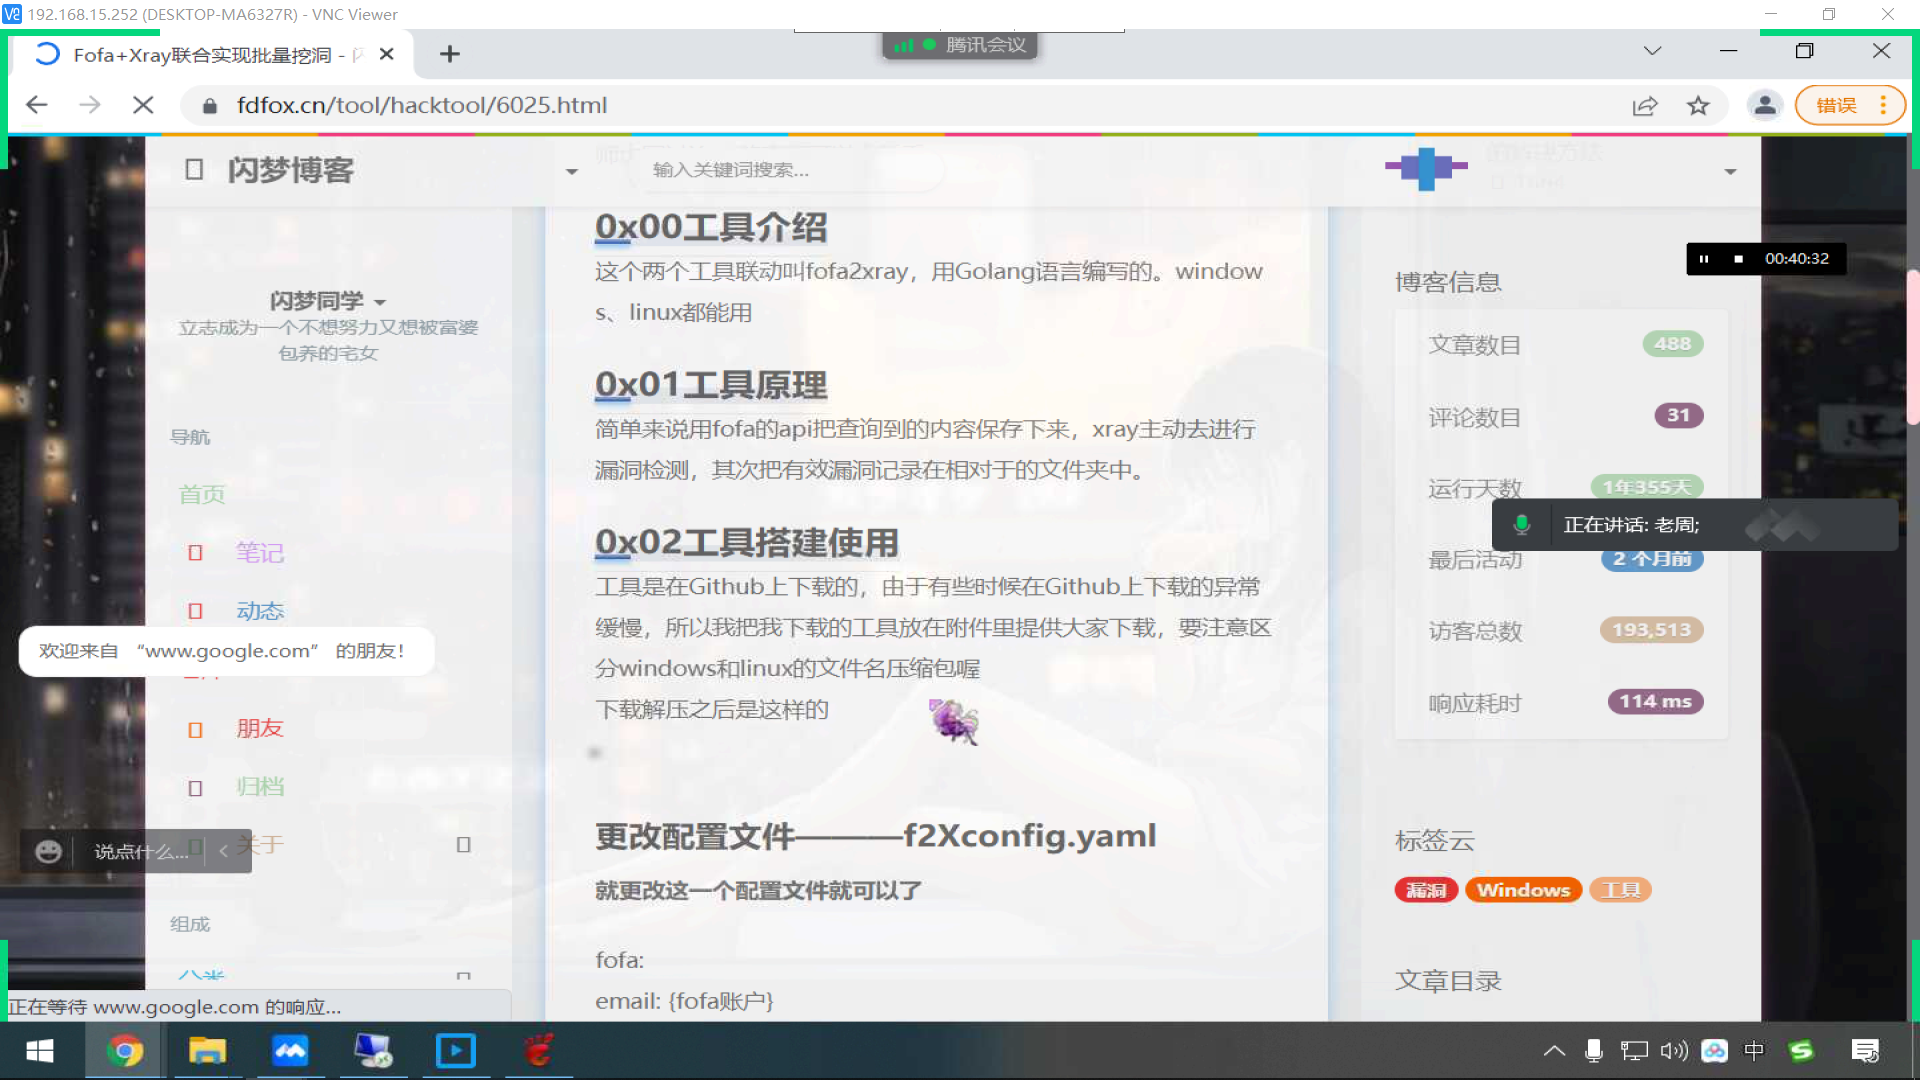 192.168.15.252 (DESKTOP-MA6327R) - VNC Viewer
Fofa+Xray联合实现批量挖洞 -
腾讯会议
fdfox.cn/tool/hacktool/6025.html
错误
闪梦博客
输入关键词搜索...
的解决方法
闪梦同学
立志成为一个不想努力又想被富婆
包养的宅女
导航
首页
笔记
动态
欢迎来自 “www.google.com” 的朋友！
朋友
归档
说点什么...
关于
组成
分类
正在等待 www.google.com 的响应...
0x00工具介绍
这个两个工具联动叫fofa2xray，用Golang语言编写的。window
s、linux都能用
0x01工具原理
简单来说用fofa的api把查询到的内容保存下来，xray主动去进行
漏洞检测，其次把有效漏洞记录在相对于的文件夹中。
0x02工具搭建使用
工具是在Github上下载的，由于有些时候在Github上下载的异常
缓慢，所以我把我下载的工具放在附件里提供大家下载，要注意区
分windows和linux的文件名压缩包喔
下载解压之后是这样的
更改配置文件————f2Xconfig.yaml
就更改这一个配置文件就可以了
fofa:
email: {fofa账户}
00:40:32
博客信息
文章数目 488
评论数目 31
运行天数 1年355天
正在讲话: 老周;
最后活动 2 个月前
访客总数 193,513
响应耗时 114 ms
标签云
漏洞 Windows 工具
文章目录
中